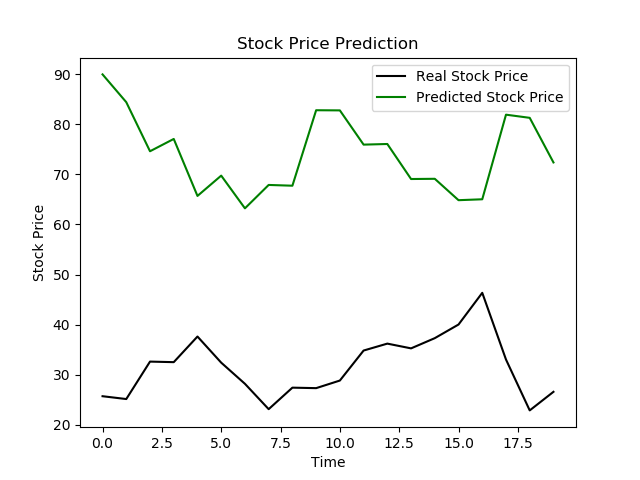 Stock Price Prediction
Real Stock Price
Predicted Stock Price
90
80
70
60
50
40
30
20
Stock Price
0.0 2.5 5.0 7.5 10.0 12.5 15.0 17.5
Time